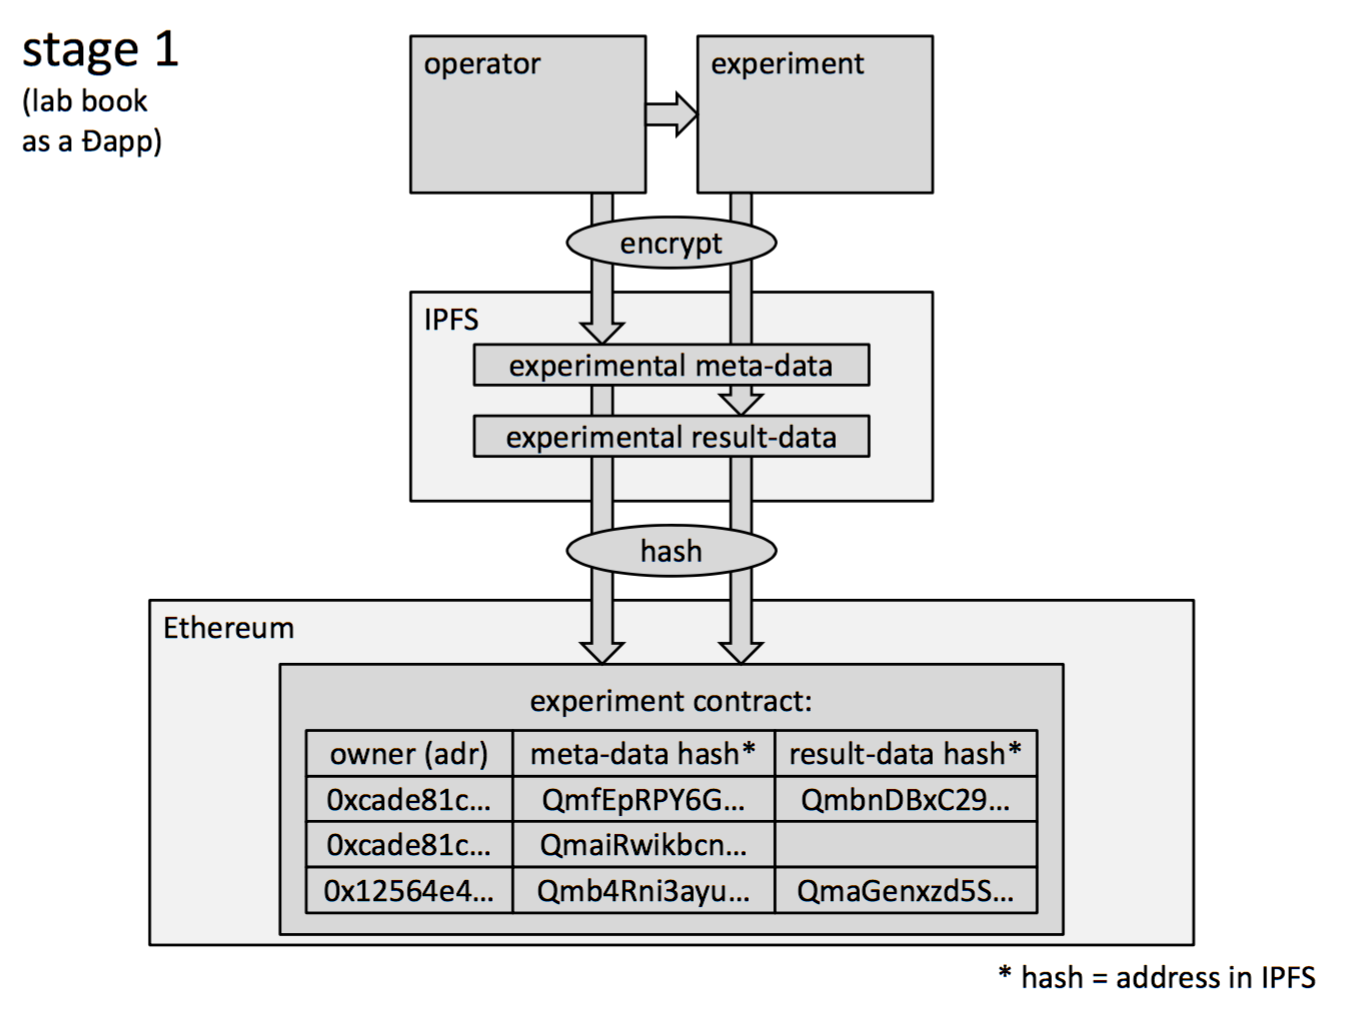 stage 1
(lab book
as a Ðapp)
operator
experiment
encrypt
IPFS
experimental meta-data
experimental result-data
hash
Ethereum
experiment contract:
owner (adr) meta-data hash* result-data hash*
0xcade81c... QmfEpRPY6G... QmbnDBxC29...
0xcade81c... QmaiRwikbcn...
0x12564e4... Qmb4Rni3ayu... QmaGenxzd5S...
* hash = address in IPFS